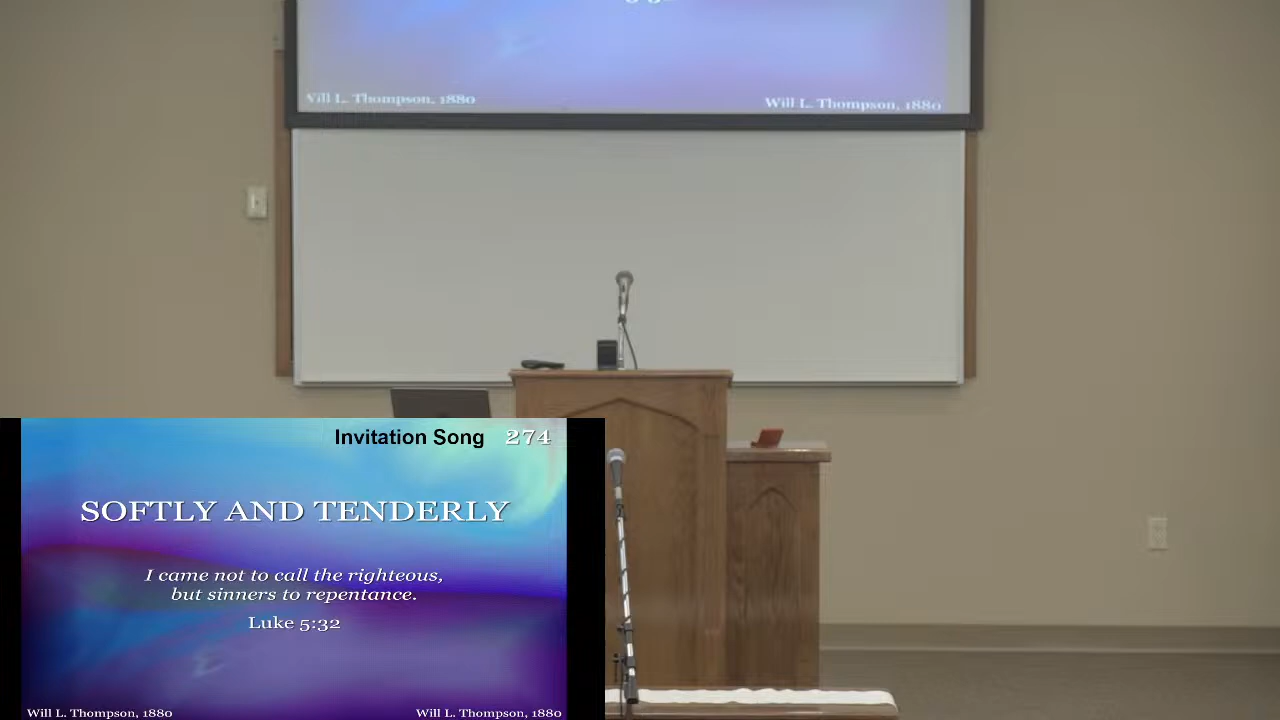 Will L. Thompson, 1880
Will L. Thompson, 1880
Invitation Song 274
SOFTLY AND TENDERLY
I came not to call the righteous,
but sinners to repentance.
Luke 5:32
Will L. Thompson, 1880
Will L. Thompson, 1880